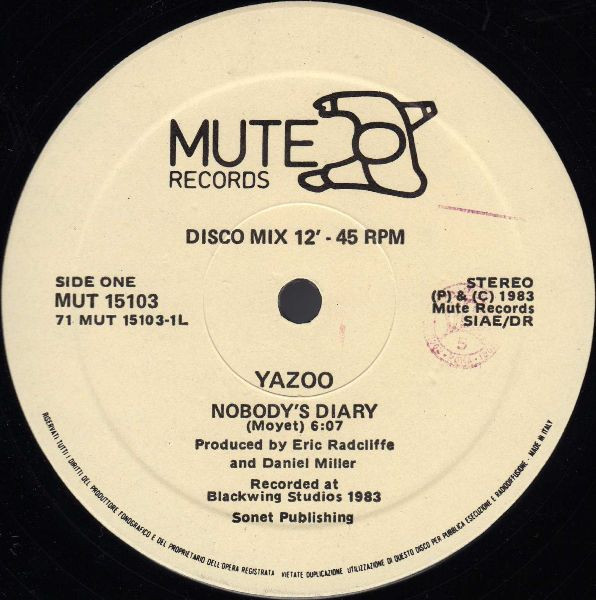 MUTE
RECORDS
DISCO MIX 12' - 45 RPM
SIDE ONE
MUT 15103
71 MUT 15103-1L
STEREO
(P) & (C) 1983
Mute Records
SIAE/DR
YAZOO
NOBODY'S DIARY
(Moyet) 6:07
Produced by Eric Radcliffe
and Daniel Miller
Recorded at
Blackwing Studios 1983
Sonet Publishing
RISERVATI TUTTI I DIRITTI DEL PRODUTTORE FONOGRAFICO E DEL PROPRIETARIO DELL'OPERA REGISTRATA VIETATE DUPLICAZIONE UTILIZZAZIONE DI QUESTO DISCO PER PUBBLICA ESECUZIONE E RADIODIFFUSIONE - MADE IN ITALY